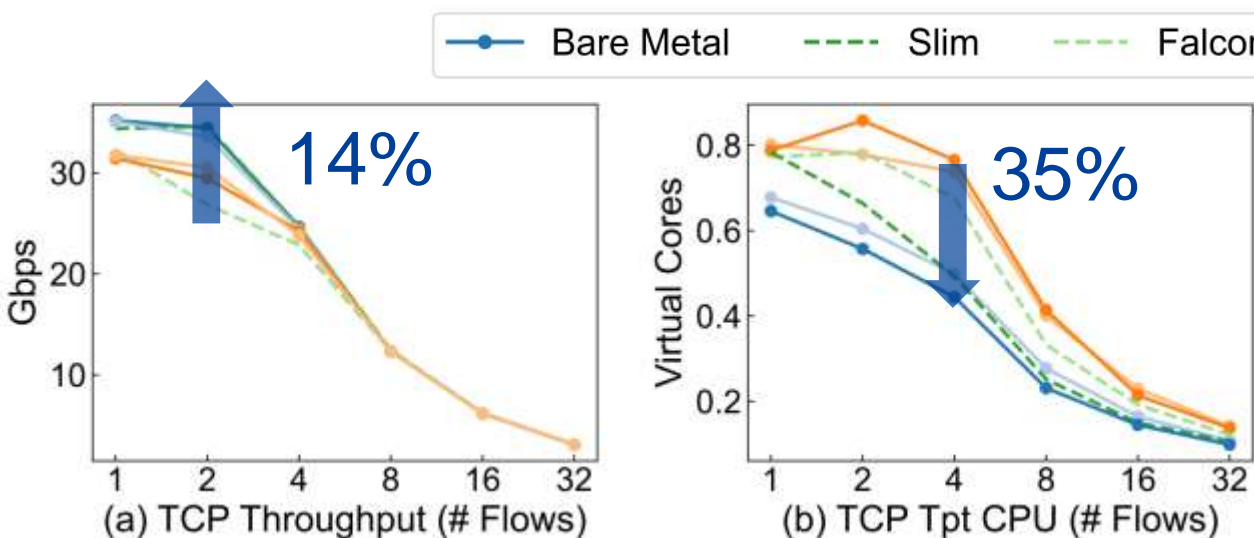 Bare Metal Slim Falcon
14% 35%
Gbps
30
20
10
1 2 4 8 16 32
(a) TCP Throughput (# Flows)
Virtual Cores
0.8
0.6
0.4
0.2
1 2 4 8 16 32
(b) TCP Tpt CPU (# Flows)